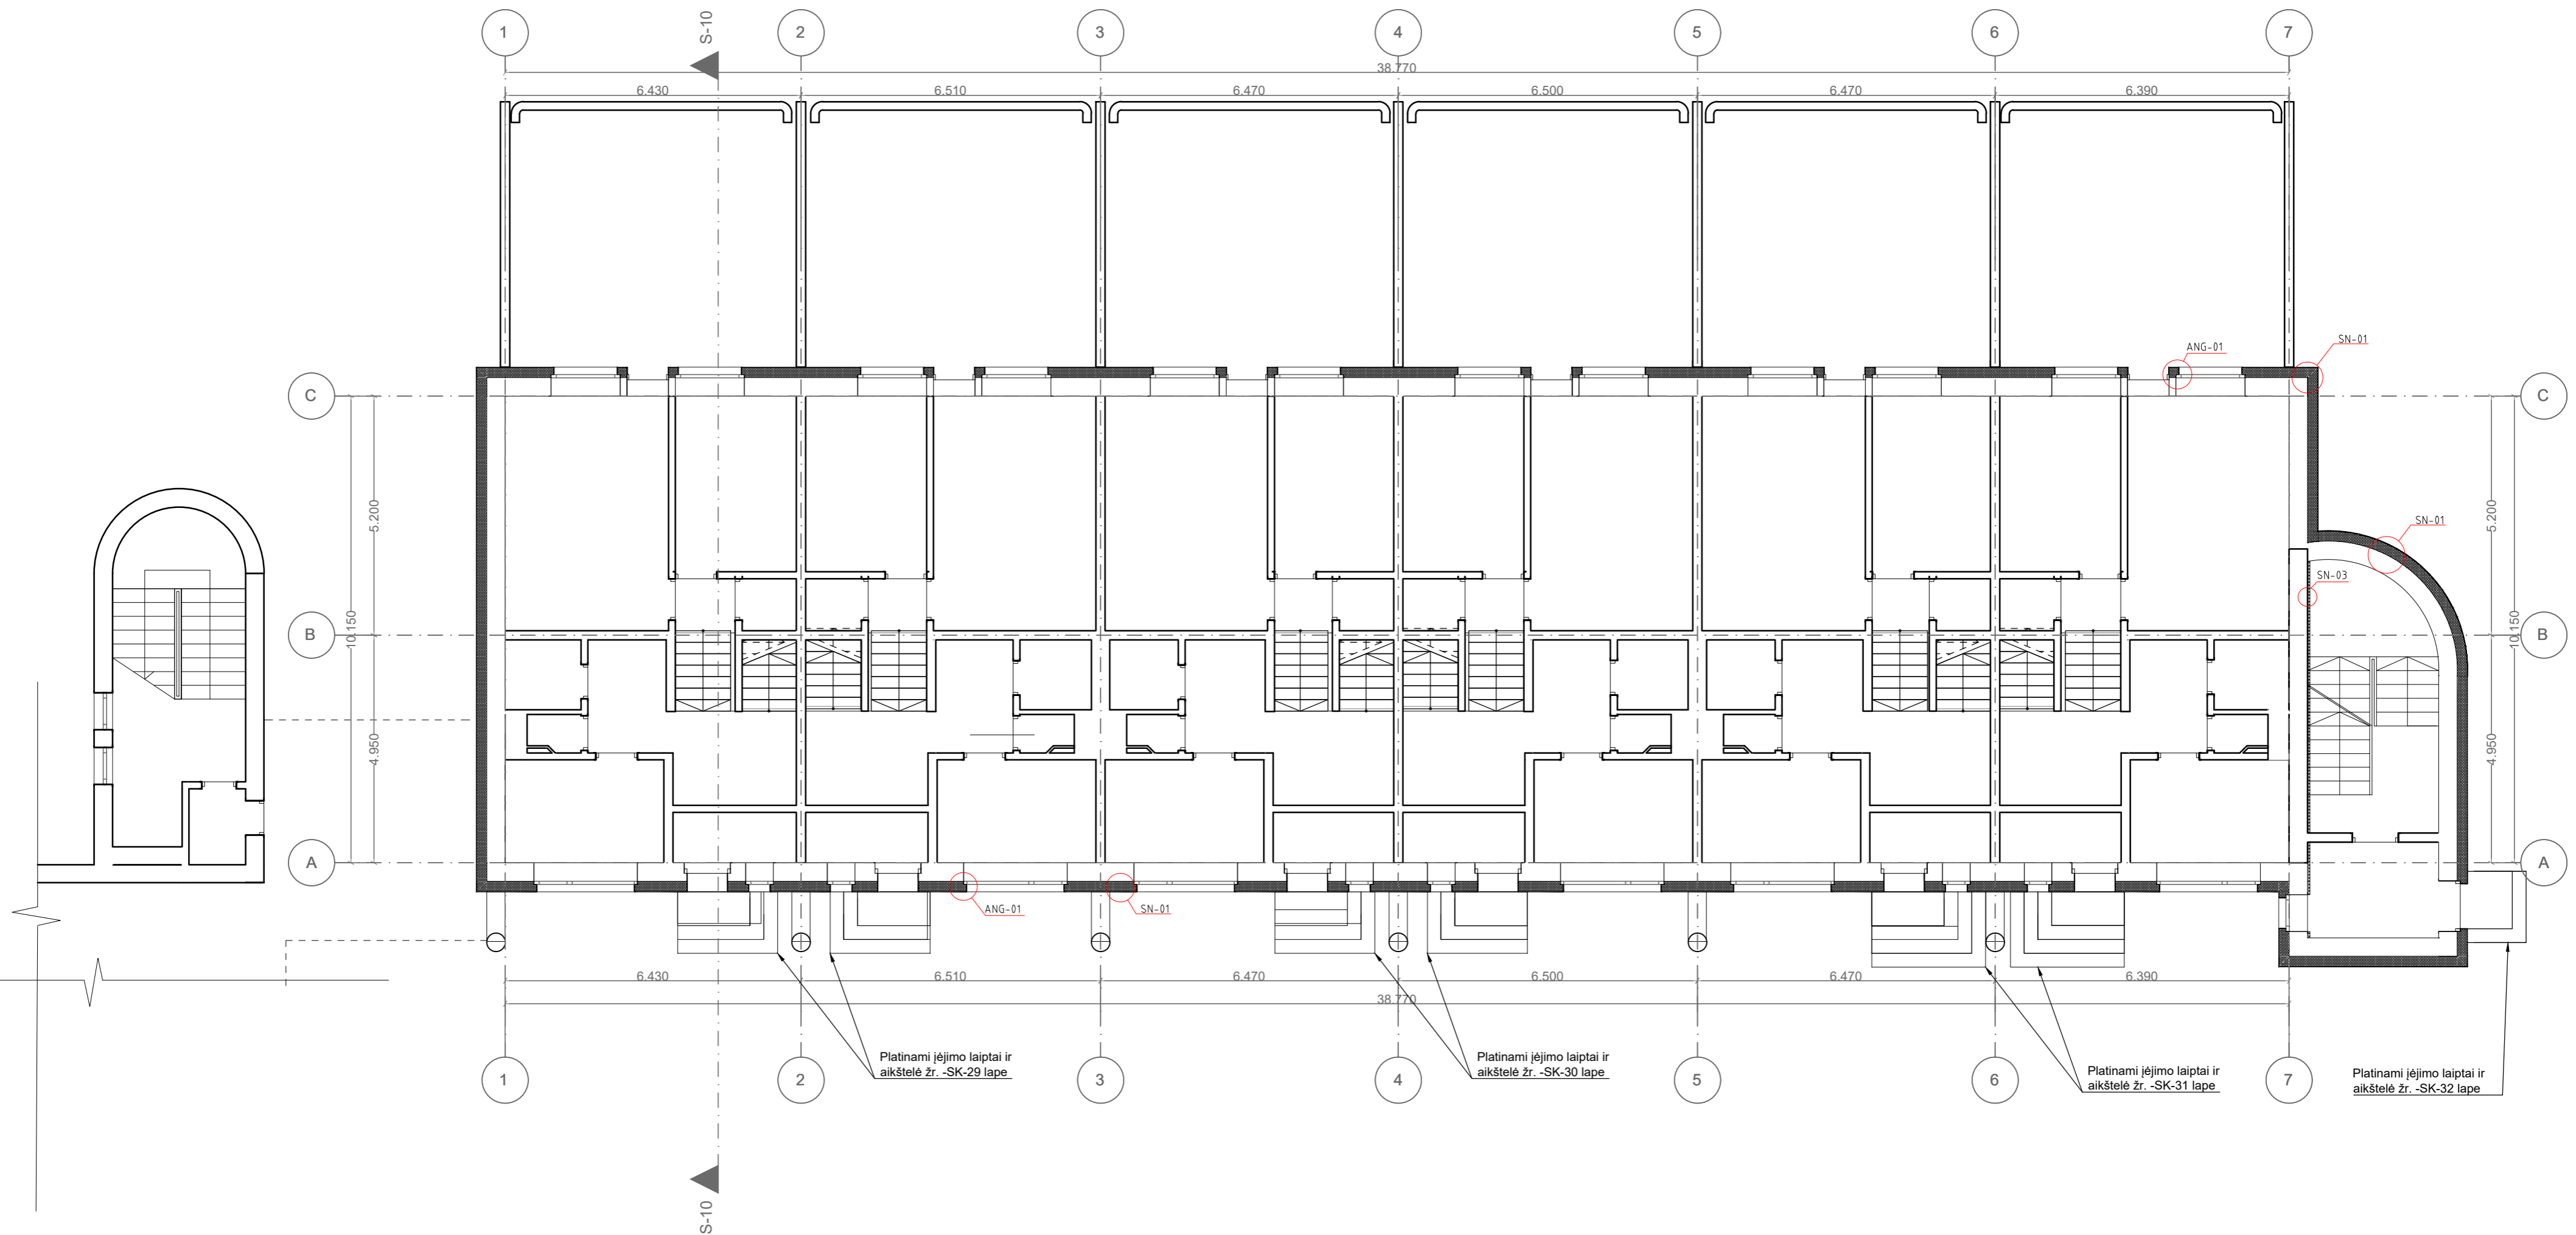 S-10
1
2
3
4
5
6
7
38.770
6.430
6.510
6.470
6.500
6.470
6.390
ANG-01
SN-01
C
C
5.200
5.200
SN-01
SN-03
10.150
10.150
B
B
4.950
4.950
A
A
ANG-01
SN-01
6.430
6.510
6.470
6.500
6.470
6.390
38.770
Platinami įėjimo laiptai ir
aikštelė žr. -SK-29 lape
Platinami įėjimo laiptai ir
aikštelė žr. -SK-30 lape
Platinami įėjimo laiptai ir
aikštelė žr. -SK-31 lape
Platinami įėjimo laiptai ir
aikštelė žr. -SK-32 lape
1
2
3
4
5
6
7
S-10